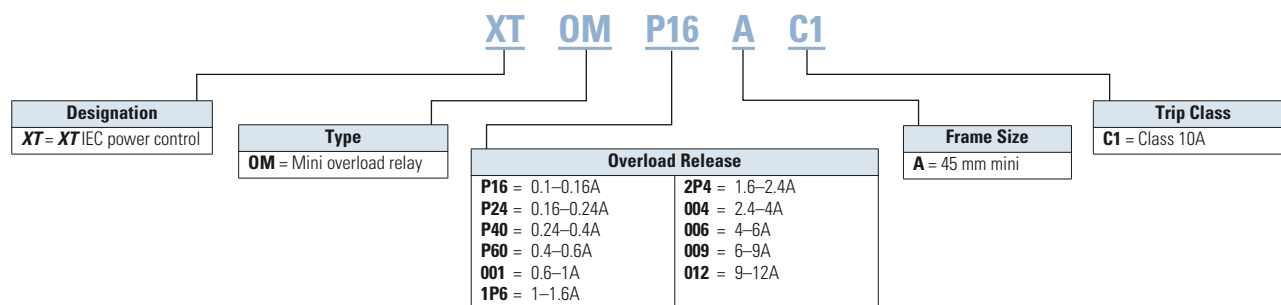 XT OM P16 A C1
Designation
XT = XT IEC power control
Type
OM = Mini overload relay
Overload Release
P16 = 0.1–0.16A
P24 = 0.16–0.24A
P40 = 0.24–0.4A
P60 = 0.4–0.6A
001 = 0.6–1A
1P6 = 1–1.6A
2P4 = 1.6–2.4A
004 = 2.4–4A
006 = 4–6A
009 = 6–9A
012 = 9–12A
Frame Size
A = 45 mm mini
Trip Class
C1 = Class 10A